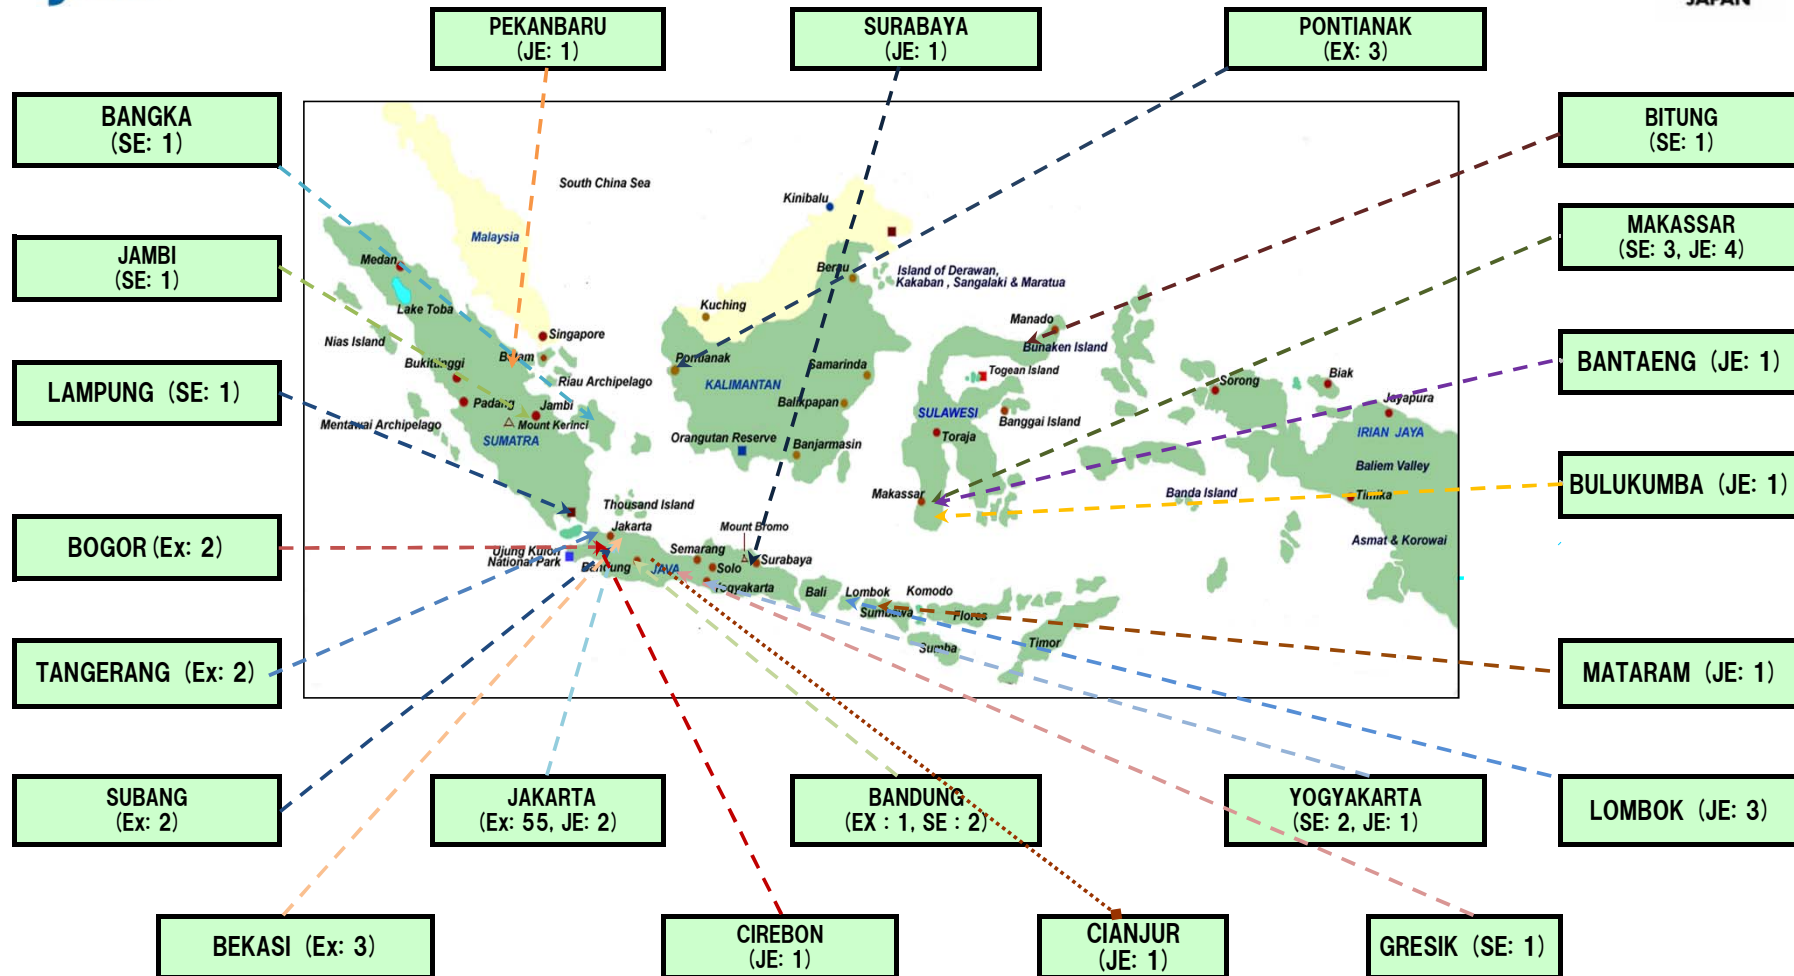 JAPAN
PEKANBARU
(JE: 1)
SURABAYA
(JE: 1)
PONTIANAK
(EX: 3)
BANGKA
(SE: 1)
BITUNG
(SE: 1)
JAMBI
(SE: 1)
MAKASSAR
(SE: 3, JE: 4)
LAMPUNG (SE: 1)
BANTAENG (JE: 1)
BULUKUMBA (JE: 1)
BOGOR (Ex: 2)
TANGERANG (Ex: 2)
MATARAM (JE: 1)
SUBANG
(Ex: 2)
JAKARTA
(Ex: 55, JE: 2)
BANDUNG
(EX : 1, SE : 2)
YOGYAKARTA
(SE: 2, JE: 1)
LOMBOK (JE: 3)
BEKASI (Ex: 3)
CIREBON
(JE: 1)
CIANJUR
(JE: 1)
GRESIK (SE: 1)
South China Sea
Kinibalu
Malaysia
Medan
Lake Toba
Nias Island
Singapore
Batam
Bukittinggi
Riau Archipelago
Padang
Jambi
Mount Kerinci
Mentawai Archipelago
SUMATRA
Kuching
Berau
Island of Derawan,
Kakaban , Sangalaki & Maratua
Pontianak
KALIMANTAN
Samarinda
Balikpapan
Orangutan Reserve
Banjarmasin
Manado
Bunaken Island
Togean Island
SULAWESI
Banggai Island
Toraja
Makassar
Sorong
Biak
Jayapura
IRIAN JAYA
Baliem Valley
Banda Island
Timika
Asmat & Korowai
Thousand Island
Jakarta
Ujung Kulon
National Park
Bandung
JAVA
Semarang
Solo
Yogyakarta
Mount Bromo
Surabaya
Bali
Lombok
Komodo
Sumbawa
Flores
Sumba
Timor